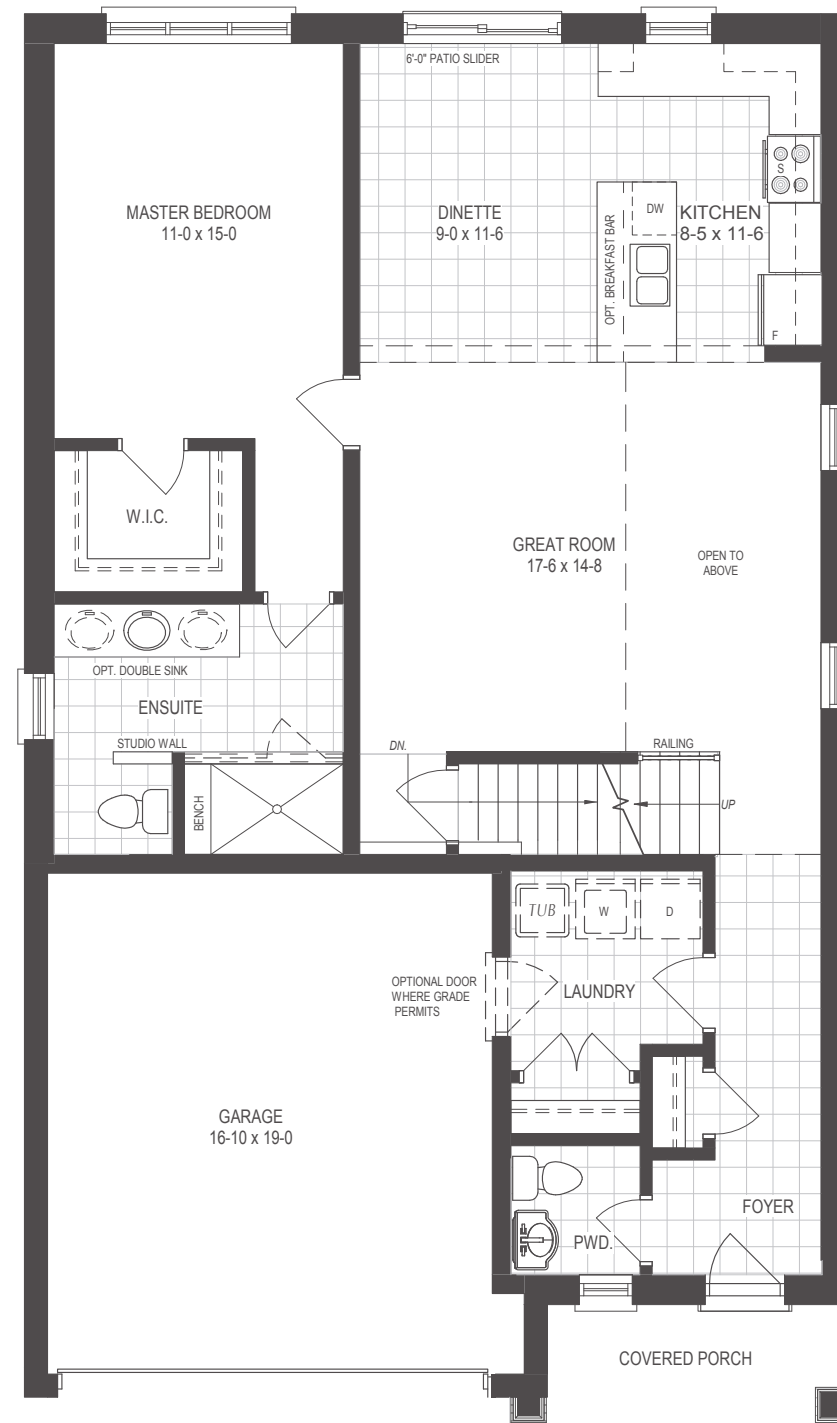 6'-0" PATIO SLIDER
MASTER BEDROOM
11-0 x 15-0
DINETTE
9-0 x 11-6
OPT. BREAKFAST BAR
DW
KITCHEN
8-5 x 11-6
S
F
W.I.C.
GREAT ROOM
17-6 x 14-8
OPEN TO
ABOVE
OPT. DOUBLE SINK
ENSUITE
STUDIO WALL
BENCH
DN.
RAILING
UP
TUB
W
D
OPTIONAL DOOR
WHERE GRADE
PERMITS
LAUNDRY
GARAGE
16-10 x 19-0
FOYER
PWD.
COVERED PORCH